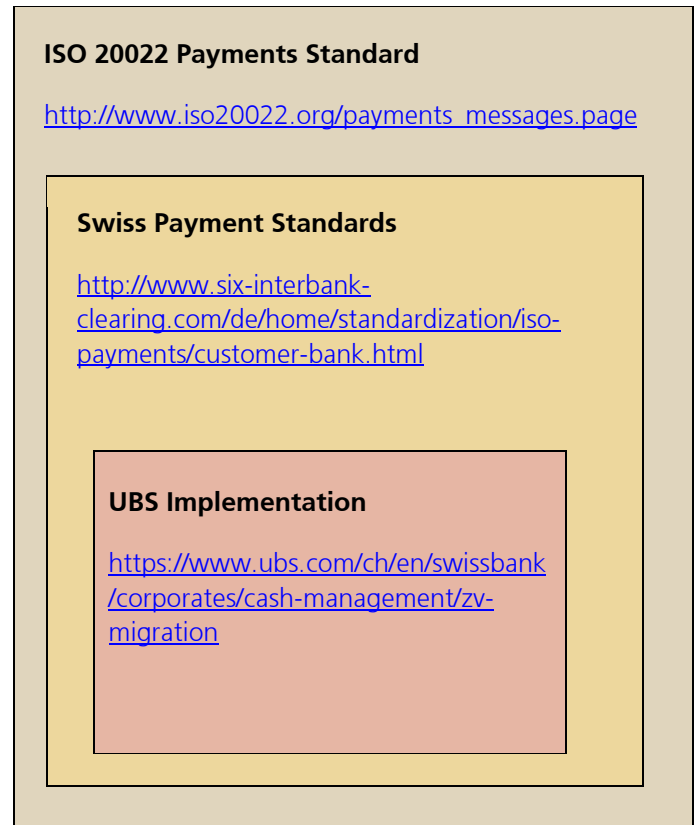 ISO 20022 Payments Standard
http://www.iso20022.org/payments_messages.page
Swiss Payment Standards
http://www.six-interbank-
clearing.com/de/home/standardization/iso-
payments/customer-bank.html
UBS Implementation
https://www.ubs.com/ch/en/swissbank
/corporates/cash-management/zv-
migration